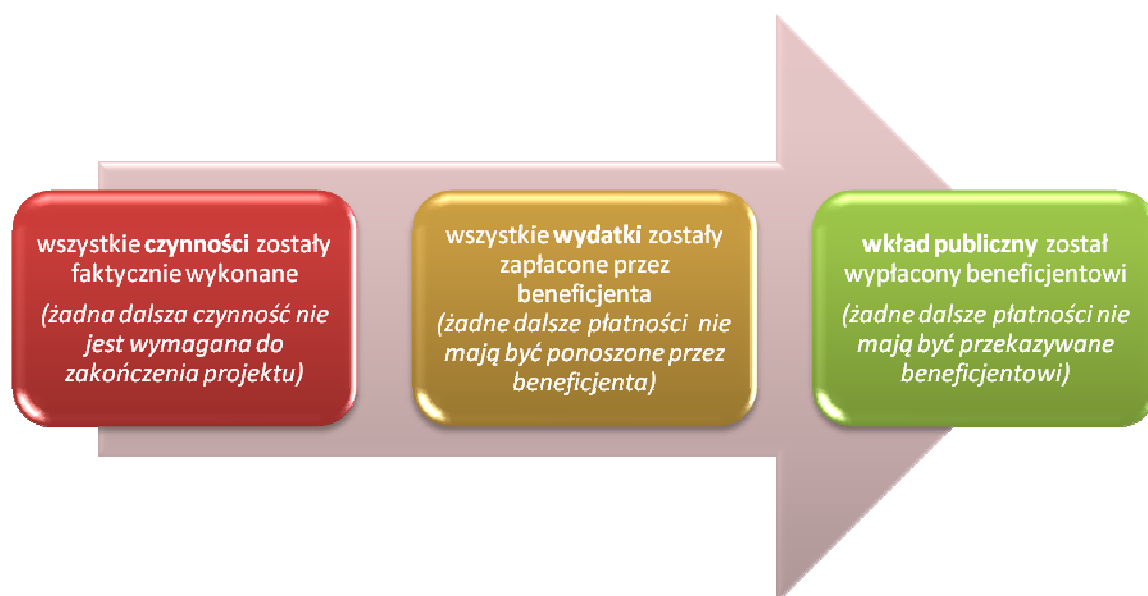 wszystkie czynności zostały
faktycznie wykonane
(żadna dalsza czynność nie
jest wymagana do
zakończenia projektu)
wszystkie wydatki zostały
zapłacone przez
beneficjenta
(żadne dalsze płatności nie
mają być ponoszone przez
beneficjenta)
wkład publiczny został
wypłacony beneficjentowi
(żadne dalsze płatności nie
mają być przekazywane
beneficjentowi)